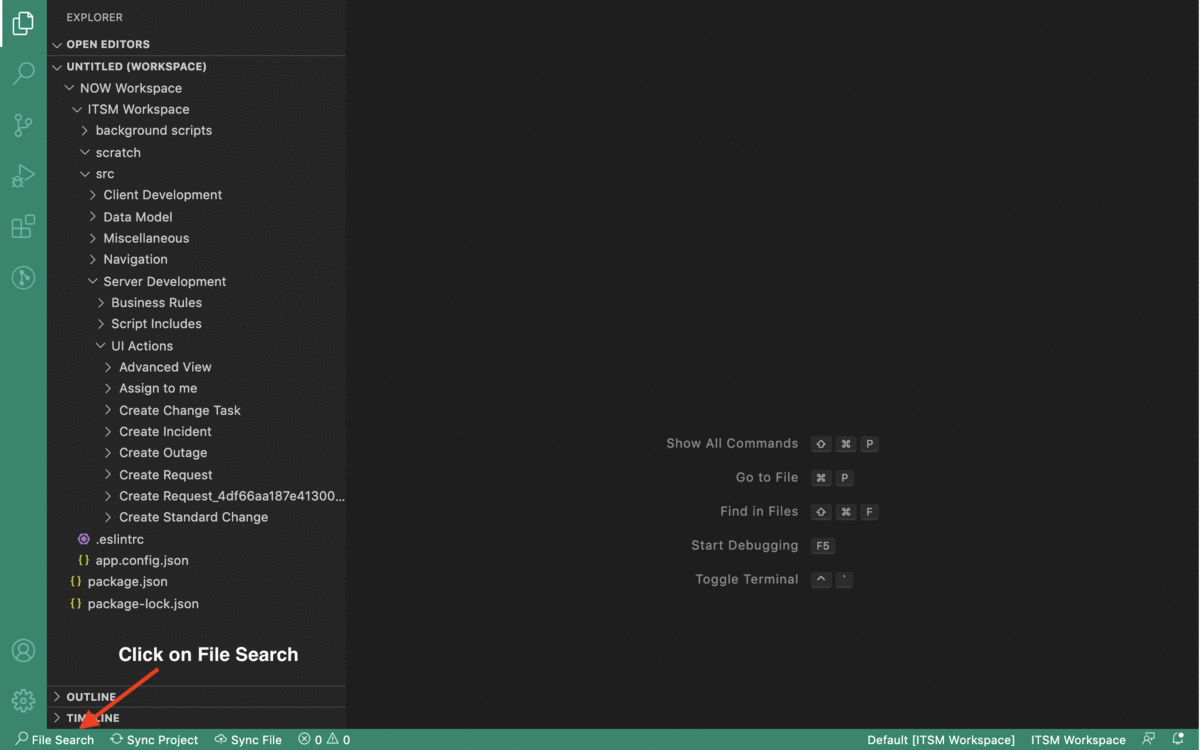 EXPLORER
OPEN EDITORS
UNTITLED (WORKSPACE)
NOW Workspace
ITSM Workspace
background scripts
scratch
src
Client Development
Data Model
Miscellaneous
Navigation
Server Development
Business Rules
Script Includes
UI Actions
Advanced View
Assign to me
Create Change Task
Create Incident
Create Outage
Create Request
Create Request_4df66aa187e41300...
Create Standard Change
.eslintrc
{} app.config.json
{} package.json
{} package-lock.json
Click on File Search
OUTLINE
TIMELINE
Show All Commands ⇧ ⌘ P
Go to File ⌘ P
Find in Files ⇧ ⌘ F
Start Debugging F5
Toggle Terminal ^ `
File Search Sync Project Sync File 0 0 Default [ITSM Workspace] ITSM Workspace